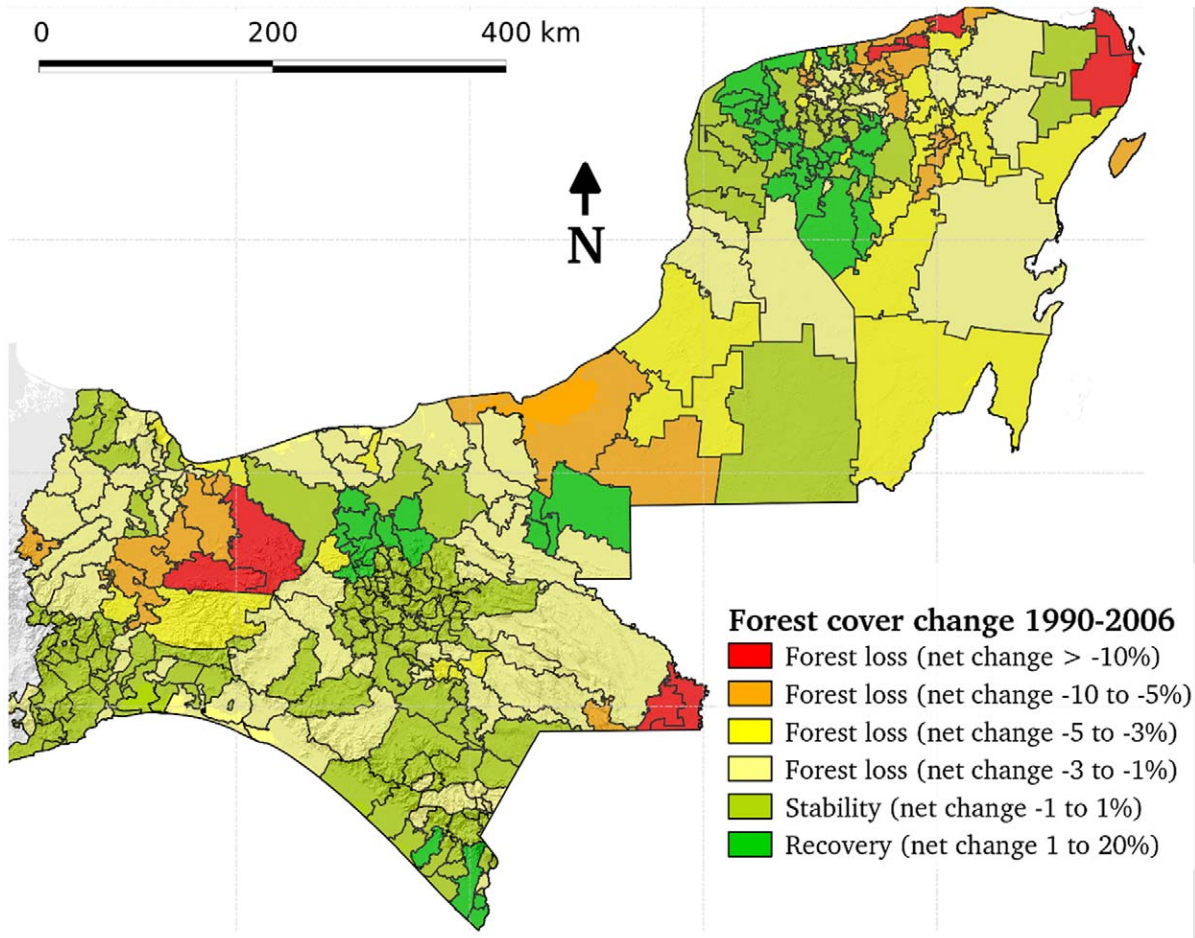 0 200 400 km
N
Forest cover change 1990-2006
Forest loss (net change > -10%)
Forest loss (net change -10 to -5%)
Forest loss (net change -5 to -3%)
Forest loss (net change -3 to -1%)
Stability (net change -1 to 1%)
Recovery (net change 1 to 20%)